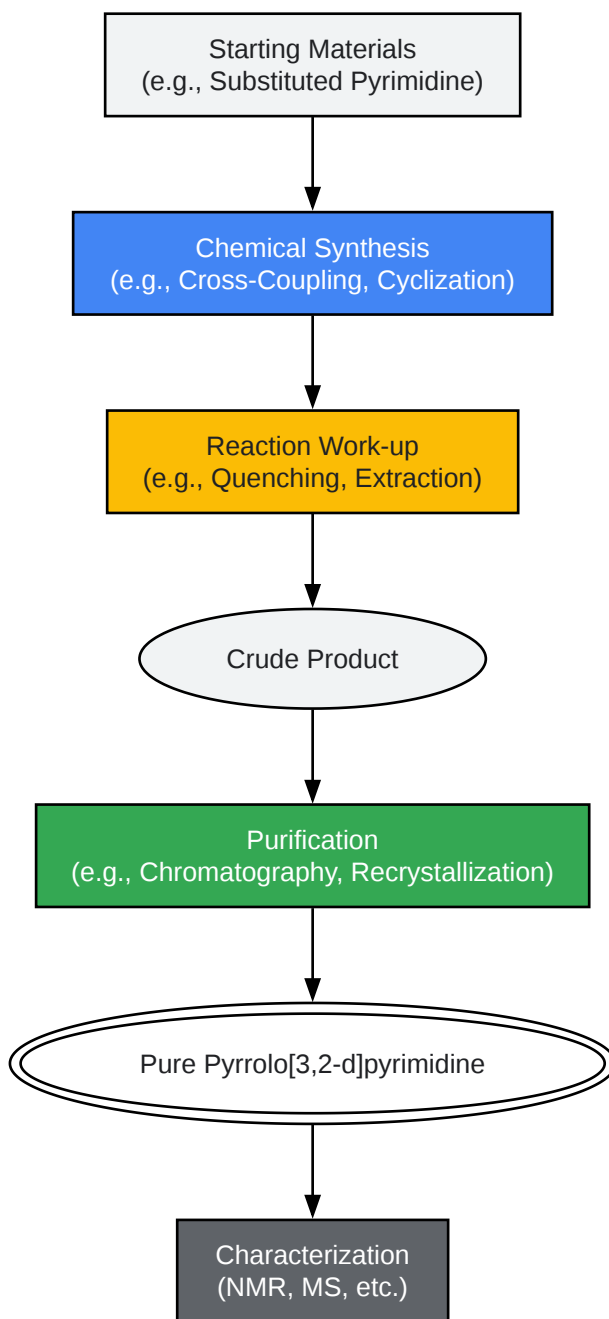 Starting Materials
(e.g., Substituted Pyrimidine)
Chemical Synthesis
(e.g., Cross-Coupling, Cyclization)
Reaction Work-up
(e.g., Quenching, Extraction)
Crude Product
Purification
(e.g., Chromatography, Recrystallization)
Pure Pyrrolo[3,2-d]pyrimidine
Characterization
(NMR, MS, etc.)